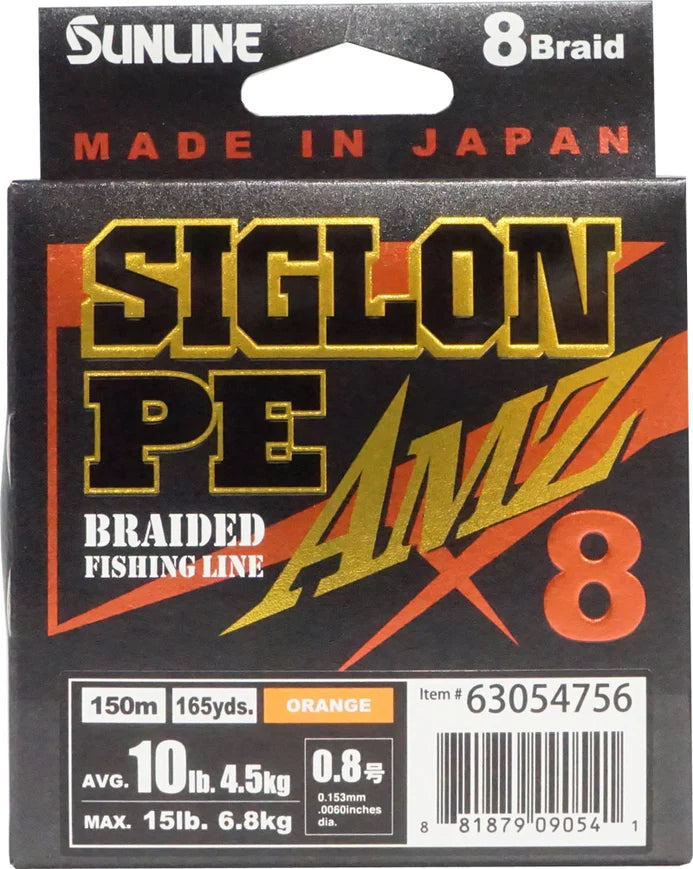 SUNLINE
8 Braid
MADE IN JAPAN
SIGLON
PE AMZ
BRAIDED
FISHING LINE
×8
150m 165yds. ORANGE
Item # 63054756
AVG. 10lb. 4.5kg
MAX. 15lb. 6.8kg
0.8号
0.153mm
.0060inches
dia.
8 81879 09054 1